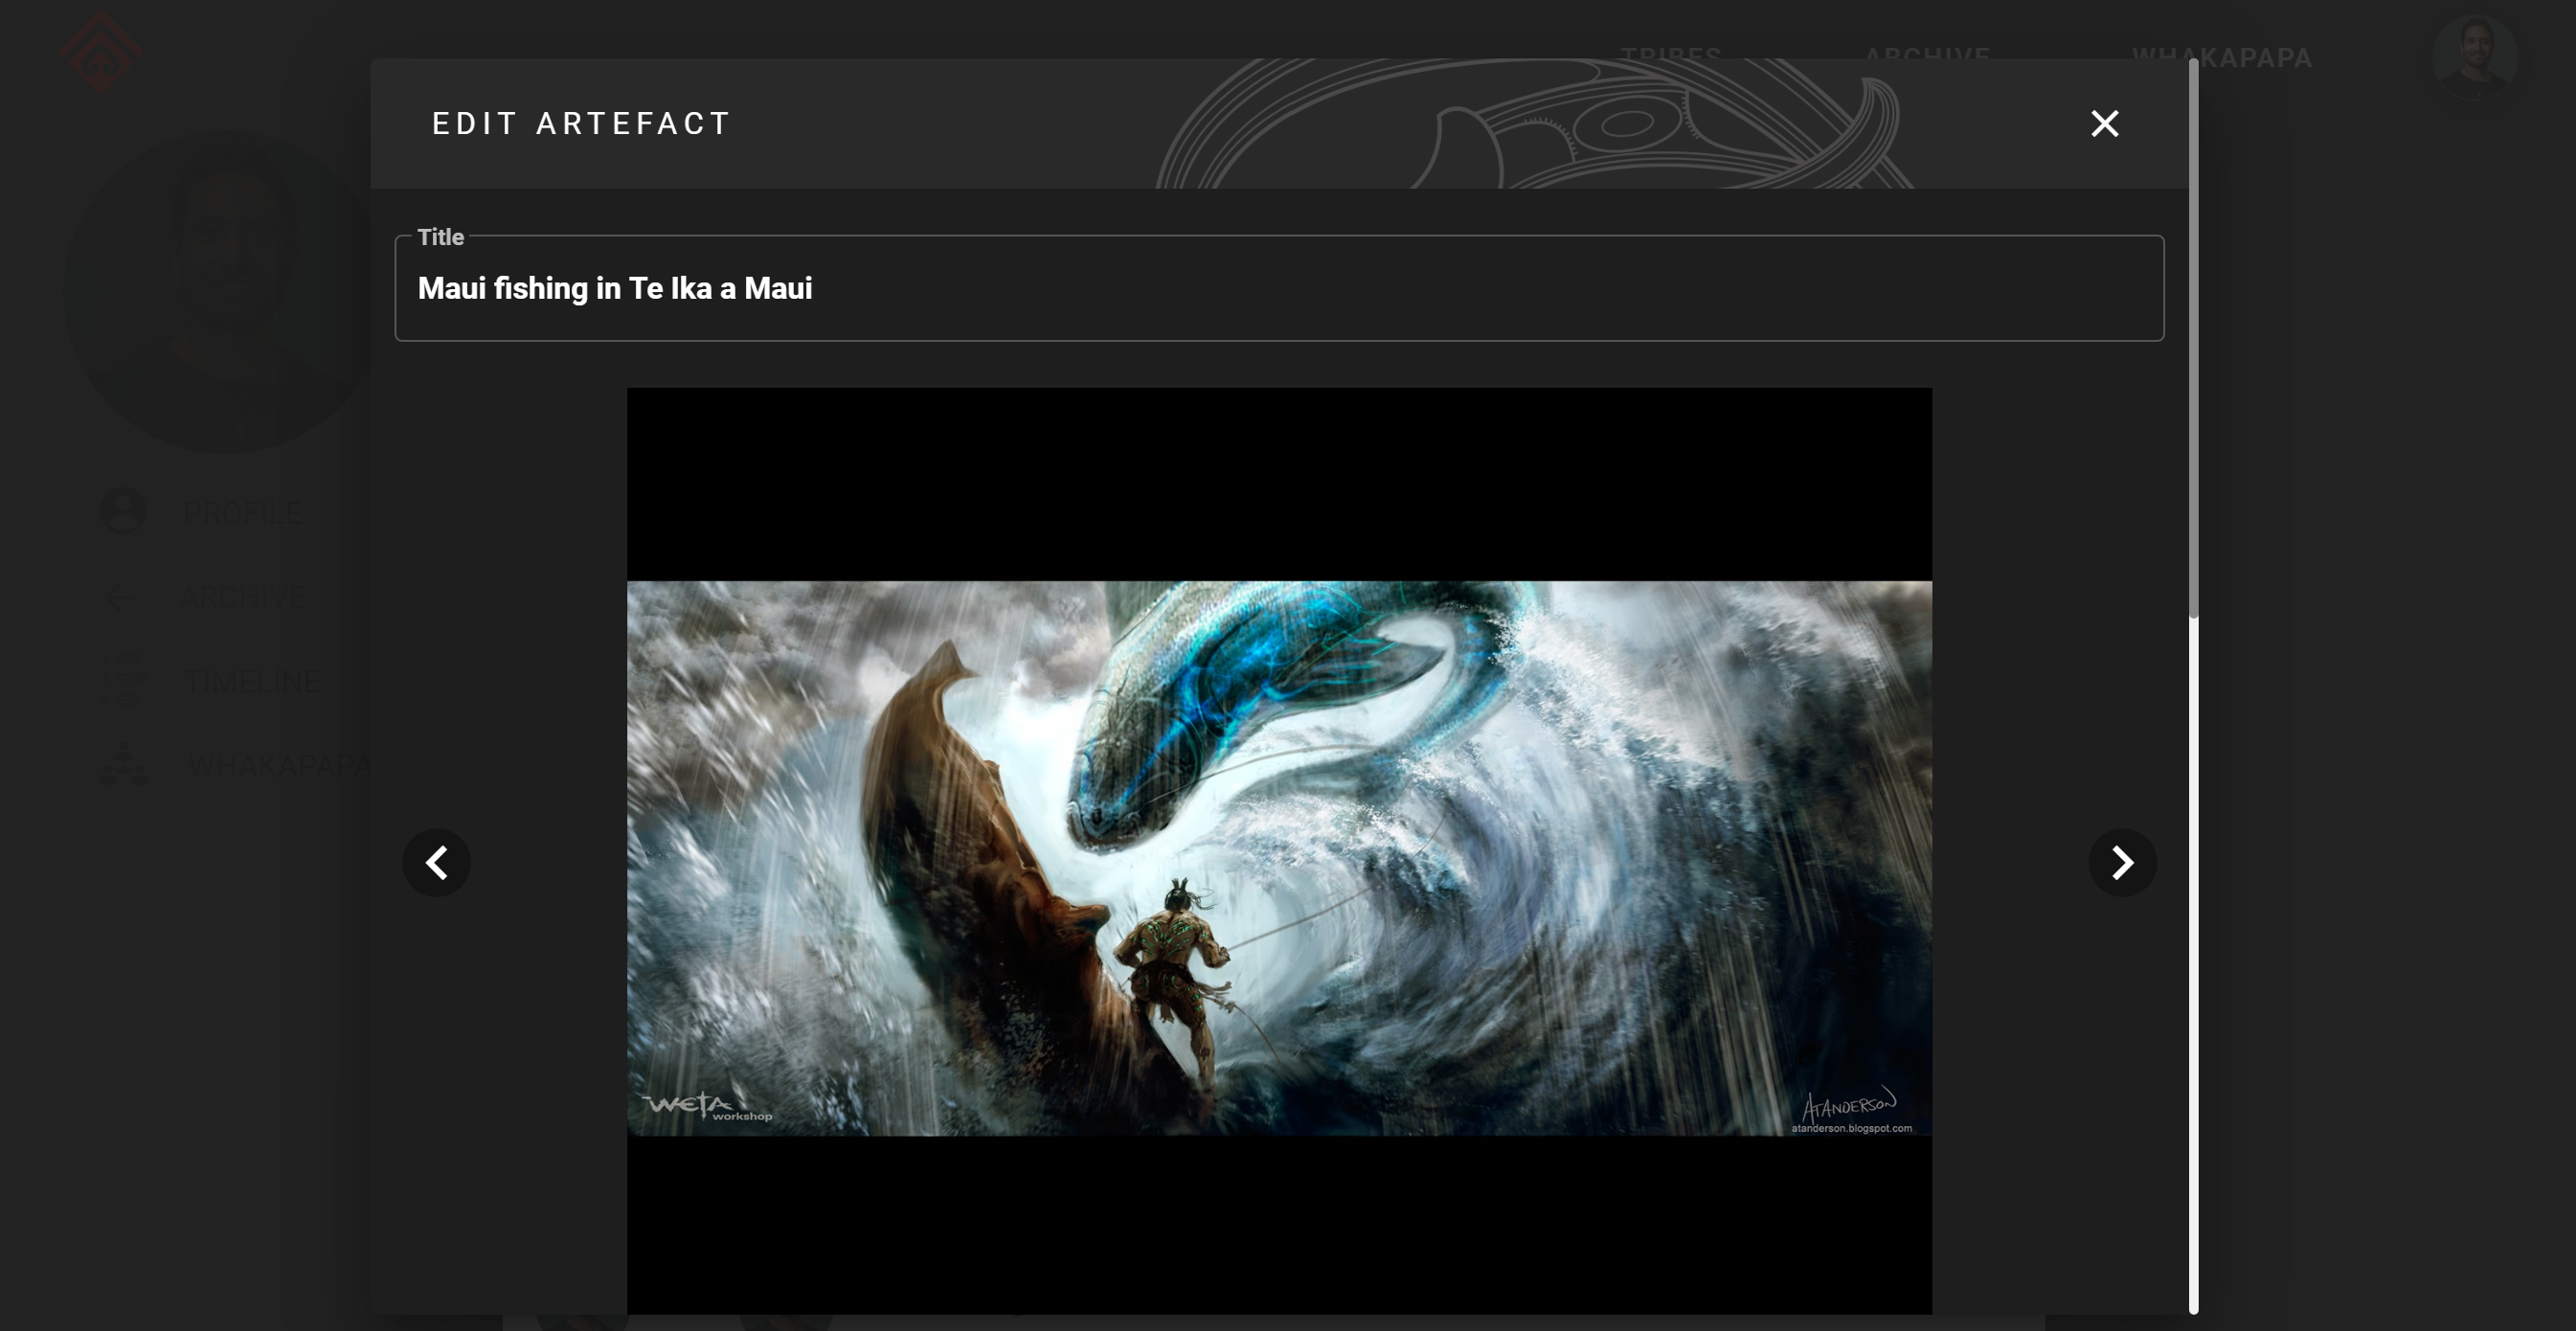 TRIBES ARCHIVE WHAKAPAPA
EDIT ARTEFACT
Title
Maui fishing in Te Ika a Maui
PROFILE
ARCHIVE
TIMELINE
WHAKAPAPA
WETA
workshop
ATANDERSON
atanderson.blogspot.com